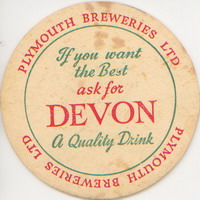 PLYMOUTH BREWERIES LTD
If you want
the Best
ask for
DEVON
A Quality Drink
PLYMOUTH BREWERIES LTD